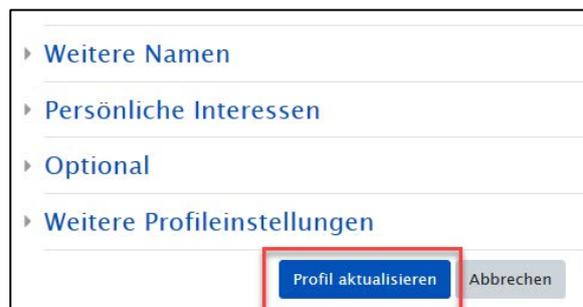 Weitere Namen
Persönliche Interessen
Optional
Weitere Profileinstellungen
Profil aktualisieren Abbrechen